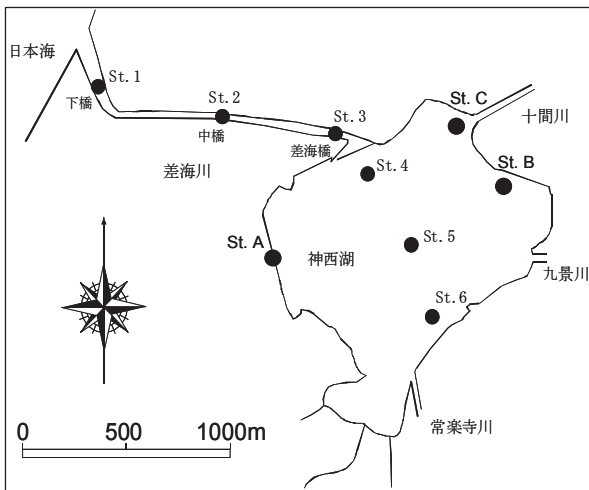 日本海
St.1
下橋
St.2
中橋
St.3
差海橋
差海川
St.C
十間川
St.4
St.B
St.A
神西湖
St.5
九景川
St.6
常楽寺川
0 500 1000m